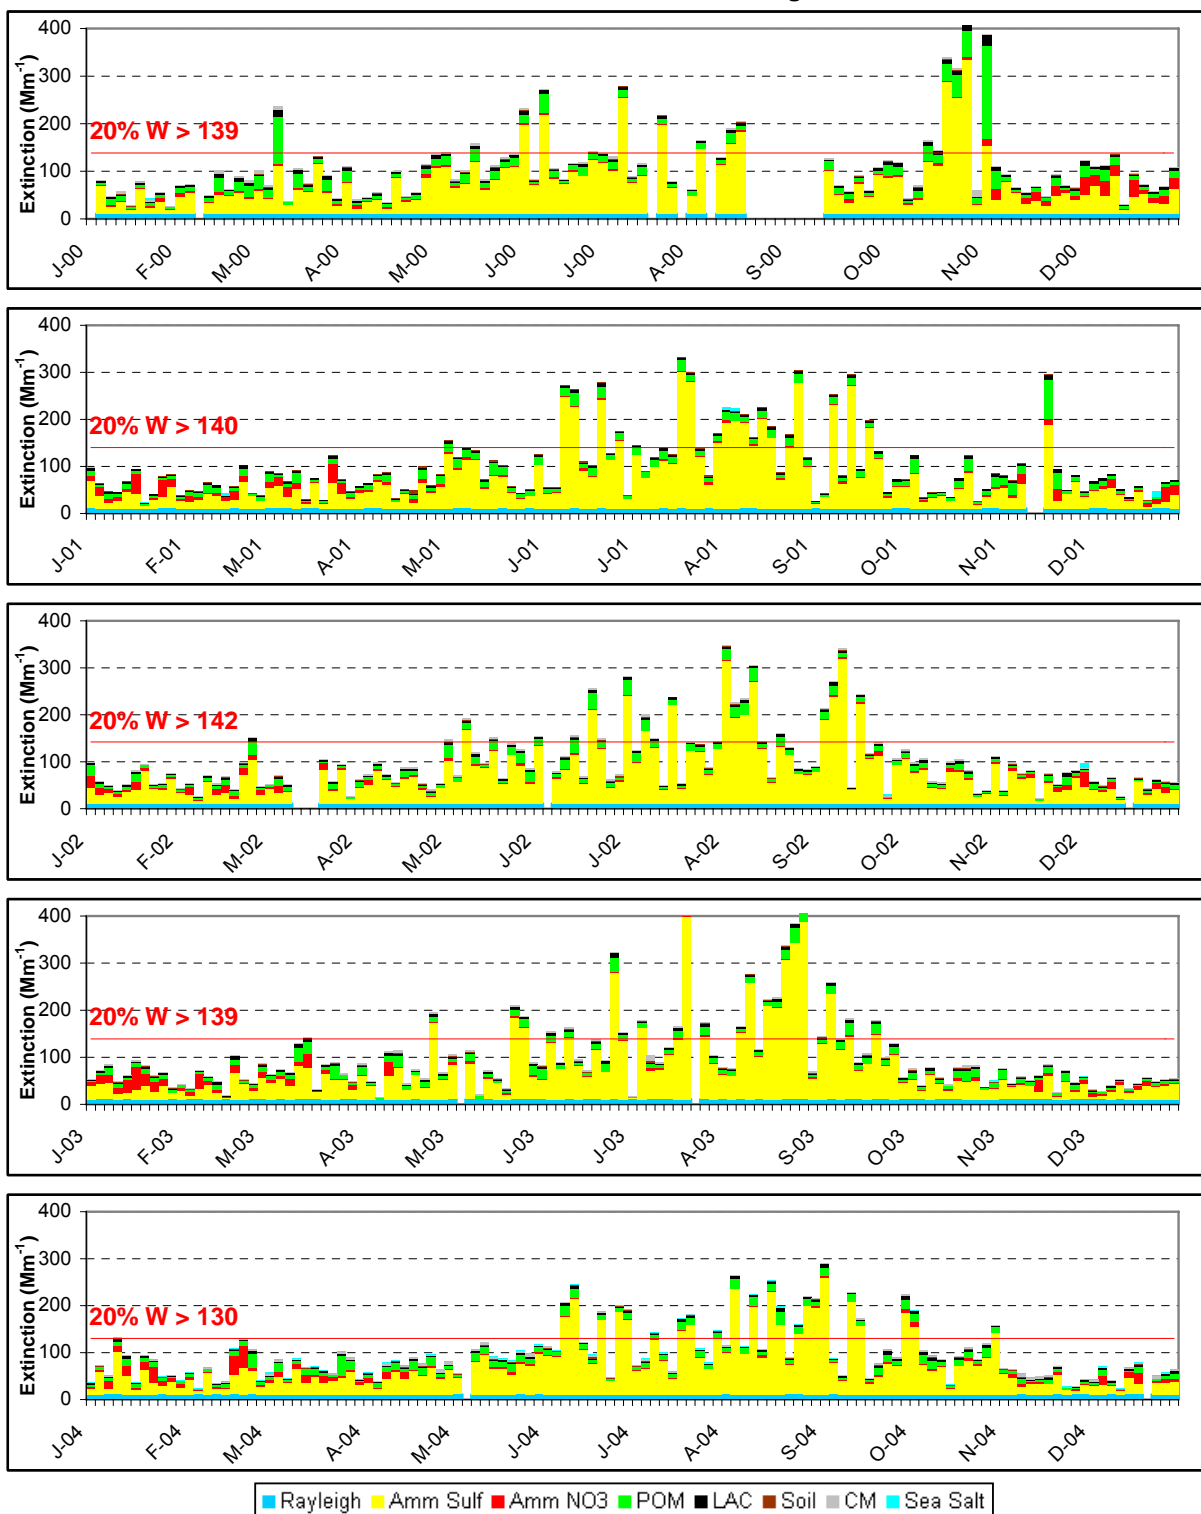 400
300
200
100
0
Extinction (Mm-1)
20% W > 139
J-00 F-00 M-00 A-00 M-00 J-00 J-00 A-00 S-00 O-00 N-00 D-00
400
300
200
100
0
Extinction (Mm-1)
20% W > 140
J-01 F-01 M-01 A-01 M-01 J-01 J-01 A-01 S-01 O-01 N-01 D-01
400
300
200
100
0
Extinction (Mm-1)
20% W > 142
J-02 F-02 M-02 A-02 M-02 J-02 J-02 A-02 S-02 O-02 N-02 D-02
400
300
200
100
0
Extinction (Mm-1)
20% W > 139
J-03 F-03 M-03 A-03 M-03 J-03 J-03 A-03 S-03 O-03 N-03 D-03
400
300
200
100
0
Extinction (Mm-1)
20% W > 130
J-04 F-04 M-04 A-04 M-04 J-04 J-04 A-04 S-04 O-04 N-04 D-04
Rayleigh Amm Sulf Amm NO3 POM LAC Soil CM Sea Salt